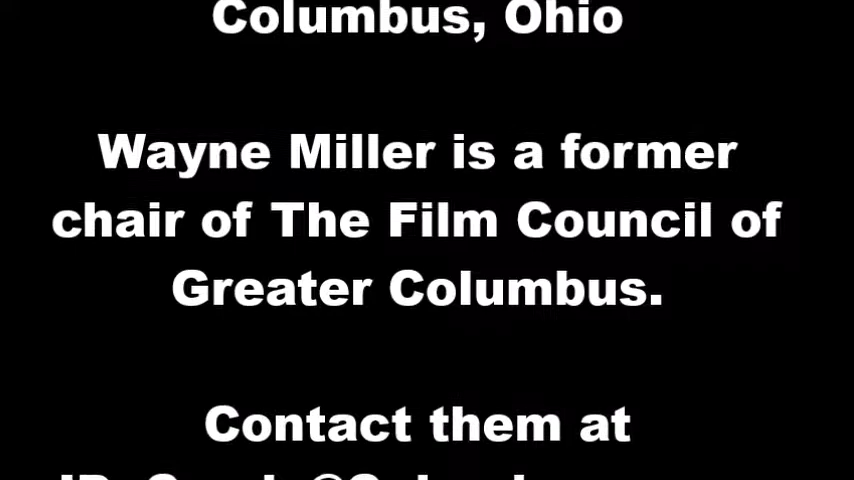 Columbus, Ohio
Wayne Miller is a former
chair of The Film Council of
Greater Columbus.
Contact them at